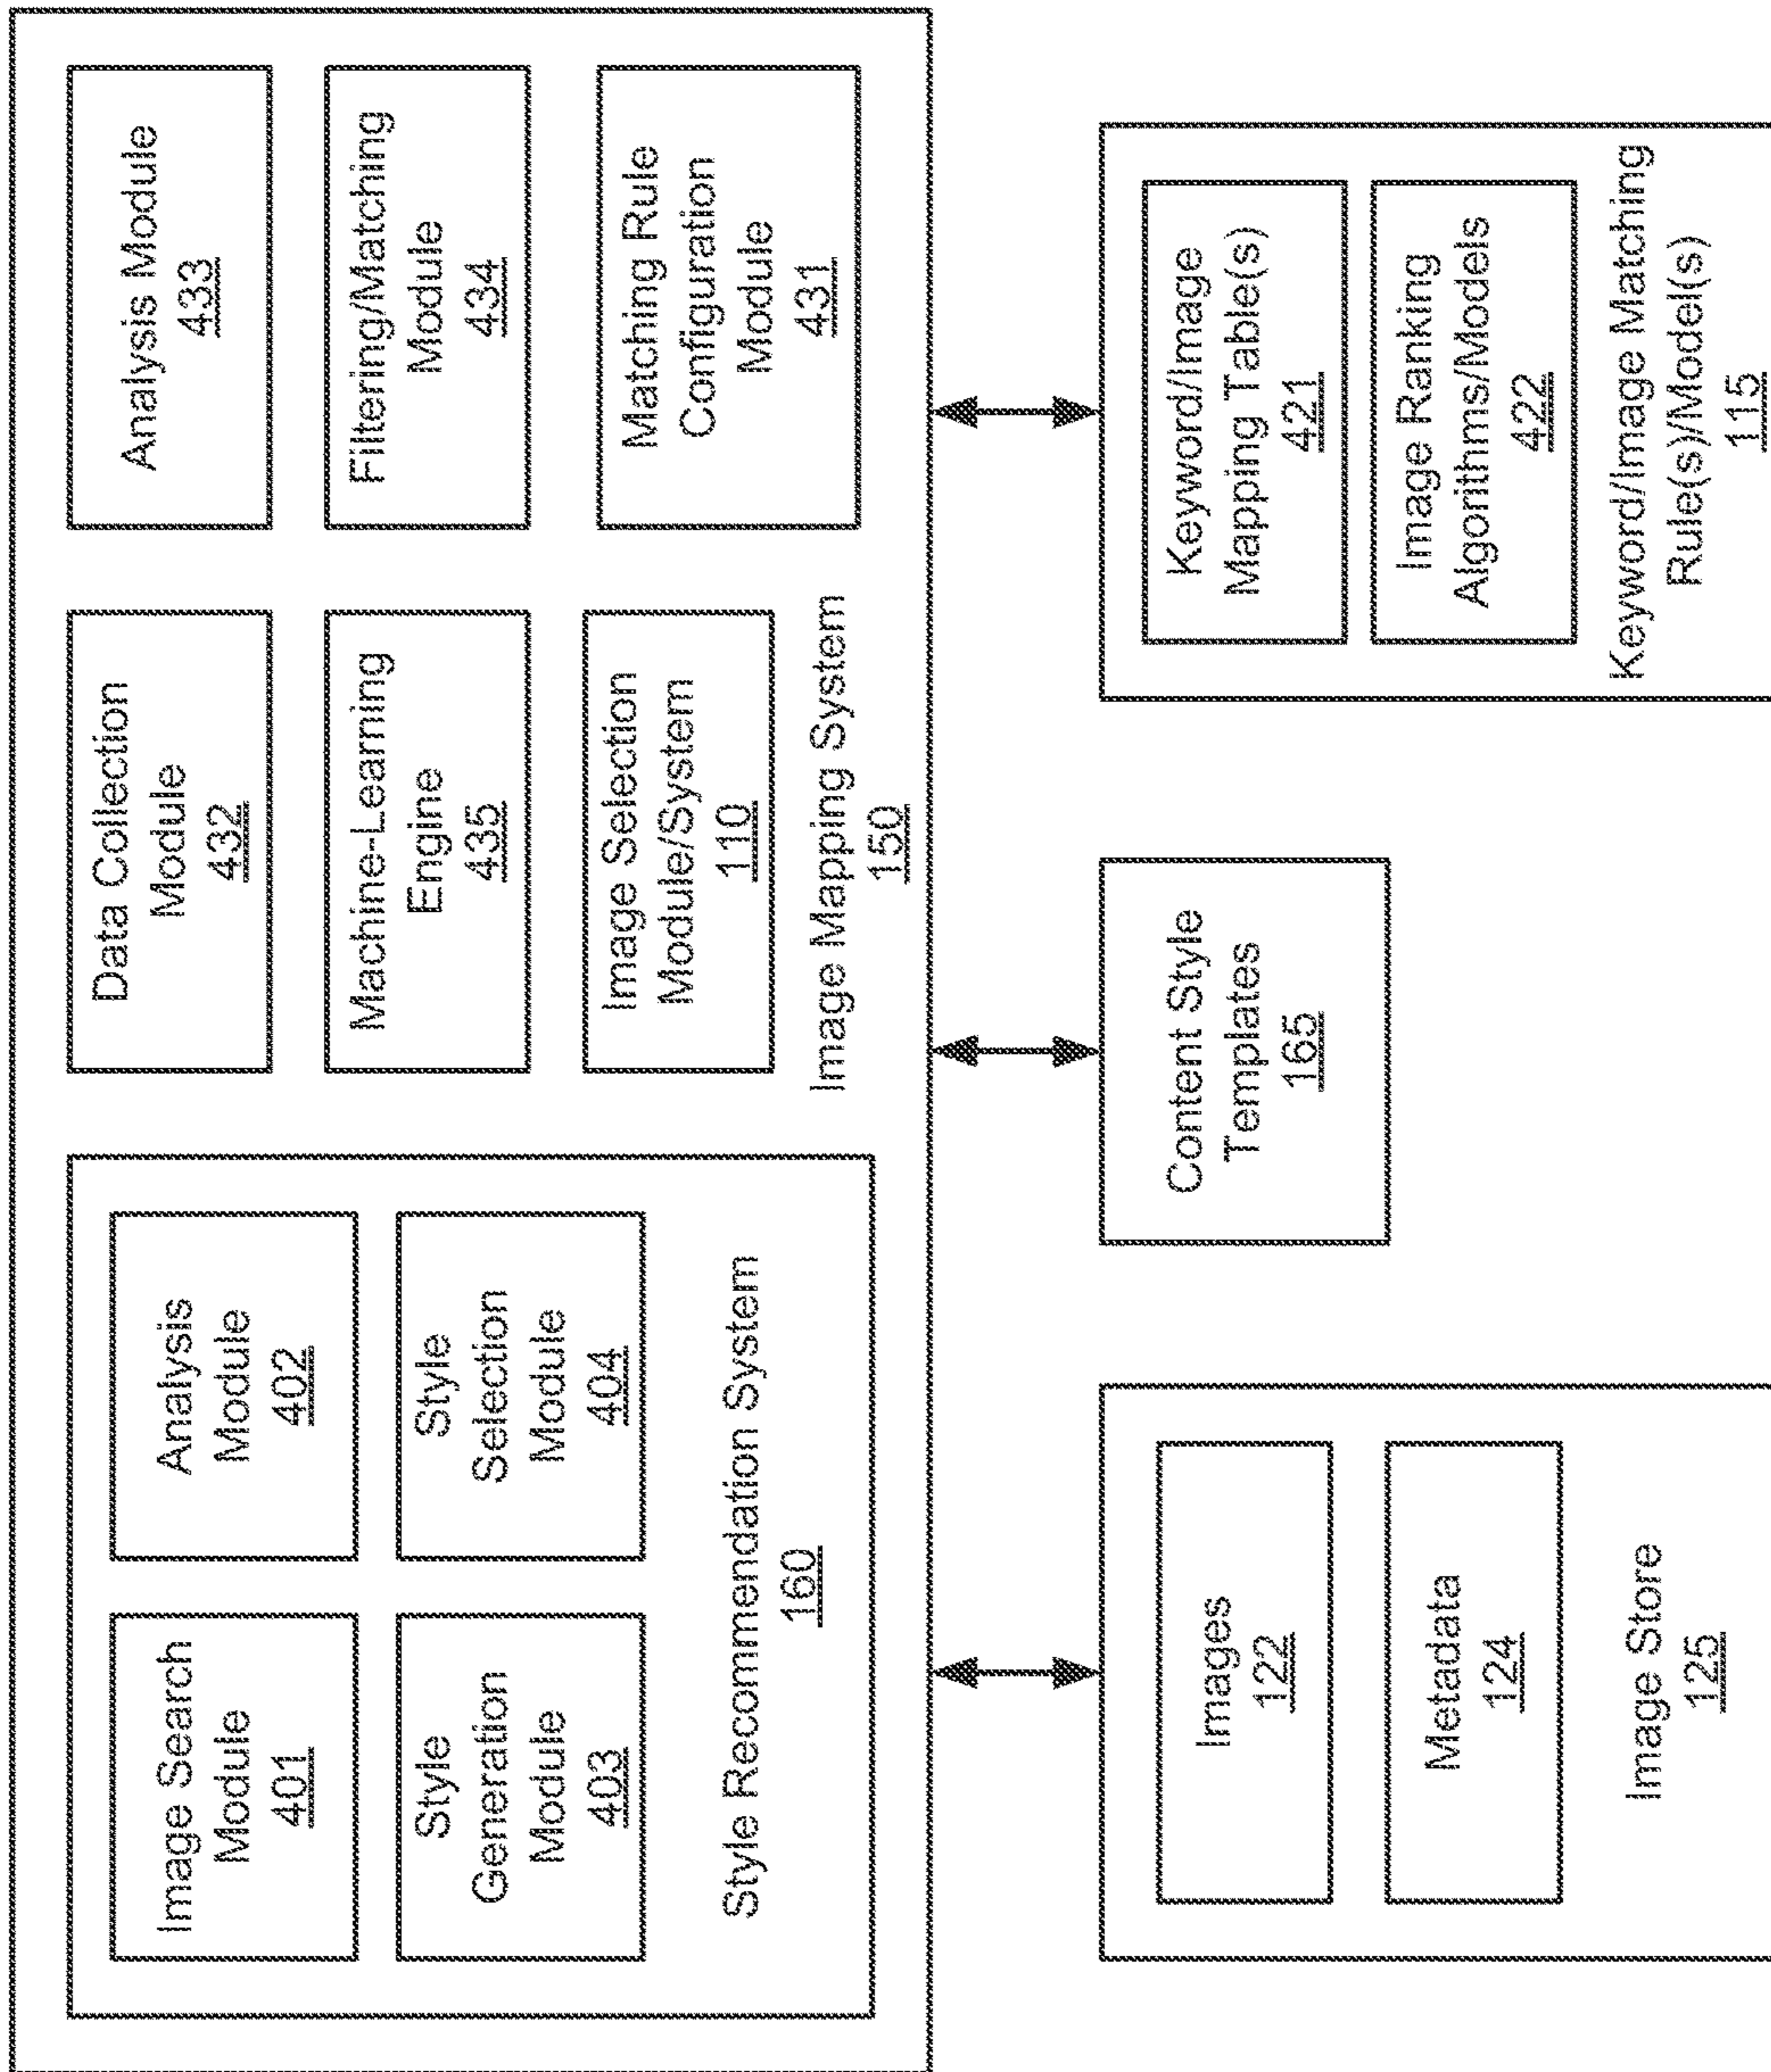 Image Search
Module
401
Analysis
Module
402
Style
Generation
Module
403
Style
Selection
Module
404
Style Recommendation System
160
Data Collection
Module
432
Analysis Module
433
Machine-Learning
Engine
435
Filtering/Matching
Module
434
Image Selection
Module/System
110
Matching Rule
Configuration
Module
431
Image Mapping System
150
Images
122
Metadata
124
Image Store
125
Content Style
Templates
165
Keyword/Image
Mapping Table(s)
421
Image Ranking
Algorithms/Models
422
Keyword/Image Matching
Rule(s)/Model(s)
115